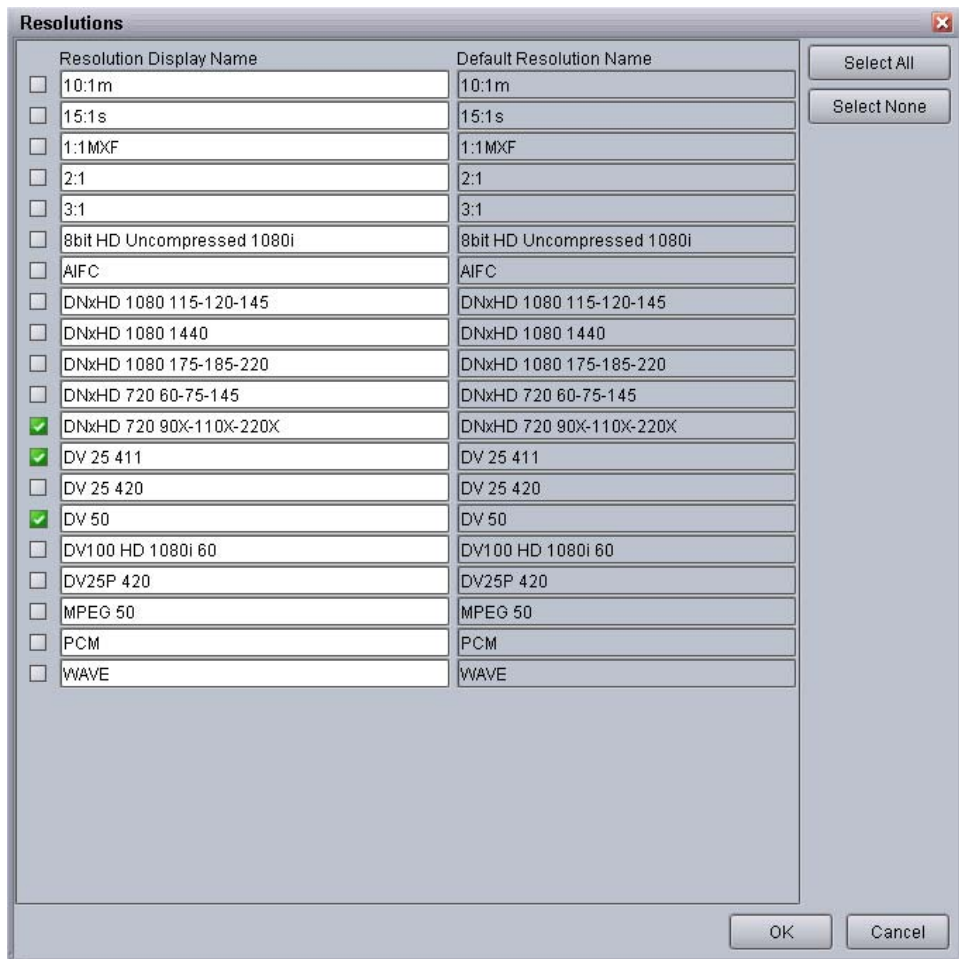 Resolutions
Resolution Display Name Default Resolution Name Select All
10:1m 10:1m
Select None
15:1s 15:1s
1:1MXF 1:1MXF
2:1 2:1
3:1 3:1
8bit HD Uncompressed 1080i 8bit HD Uncompressed 1080i
AIFC AIFC
DNxHD 1080 115-120-145 DNxHD 1080 115-120-145
DNxHD 1080 1440 DNxHD 1080 1440
DNxHD 1080 175-185-220 DNxHD 1080 175-185-220
DNxHD 720 60-75-145 DNxHD 720 60-75-145
DNxHD 720 90X-110X-220X DNxHD 720 90X-110X-220X
DV 25 411 DV 25 411
DV 25 420 DV 25 420
DV 50 DV 50
DV100 HD 1080i 60 DV100 HD 1080i 60
DV25P 420 DV25P 420
MPEG 50 MPEG 50
PCM PCM
WAVE WAVE
OK Cancel